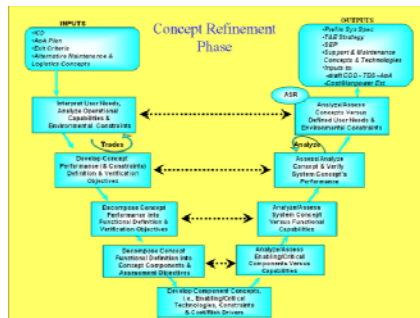 Concept Refinement
Phase
INPUTS
•ICD
•AoA Plan
•Exit Criteria
•Alternative Maintenance &
Logistics Concepts
OUTPUTS
•Prelim Sys Spec
•T&E Strategy
•SEP
•Support & Maintenance
Concepts & Technologies
•Inputs to:
-draft CDD -TDS -AoA
-Cost/Manpower Est.
ASR
Interpret User Needs,
Analyze Operational
Capabilities &
Environmental Constraints
Analyze/Assess
Concepts Versus
Defined User Needs &
Environmental Constraints
Trades
Analyze
Develop Concept
Performance (& Constraints)
Definition & Verification
Objectives
Assess/Analyze
Concept & Verify
System Concept's
Performance
Decompose Concept
Performance into
Functional Definition &
Verification Objectives
Analyze/Assess
System Concept
Versus Functional
Capabilities
Decompose Concept
Functional Definition into
Concept Components &
Assessment Objectives
Analyze/Assess
Enabling/Critical
Components Versus
Capabilities
Develop Component Concepts,
i.e., Enabling/Critical
Technologies, Constraints
& Cost/Risk Drivers